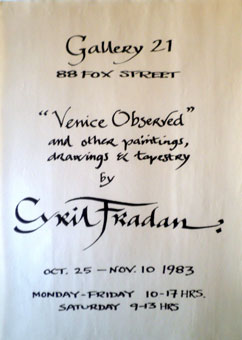 Gallery 21
88 FOX STREET
"Venice Observed"
and other paintings,
drawings & tapestry
by
Cyril Fradan
OCT. 25 - NOV. 10 1983
MONDAY-FRIDAY 10-17 HRS.
SATURDAY 9-13 HRS